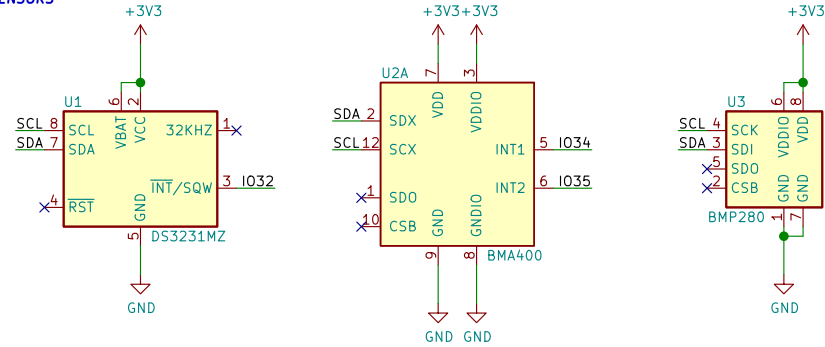 +3V3
U1
6
2
VBAT
VCC
SCL 8 SCL
SDA 7 SDA
32KHZ 1
INT/SQW 3 IO32
4 RST
GND
5
DS3231MZ
GND
+3V3+3V3
U2A
7
3
VDD
VDDIO
SDA 2 SDX
SCL 12 SCX
INT1 5 IO34
INT2 6 IO35
1 SDO
10 CSB
GND
GNDIO
9
8
BMA400
GND GND
+3V3
U3
6
8
VDDIO
VDD
SCL 4 SCK
SDA 3 SDI
5 SDO
2 CSB
GND
GND
BMP280
1
7
GND